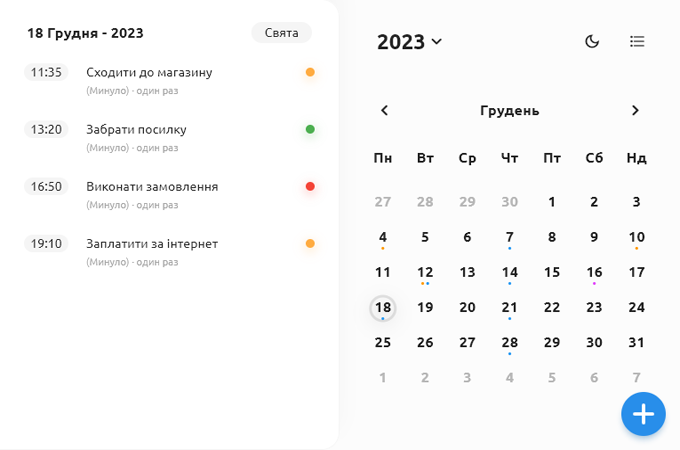 18 Грудня - 2023
Свята
11:35 Сходити до магазину
(Минуло) · один раз
13:20 Забрати посилку
(Минуло) · один раз
16:50 Виконати замовлення
(Минуло) · один раз
19:10 Заплатити за інтернет
(Минуло) · один раз
2023
Грудень
Пн Вт Ср Чт Пт Сб Нд
27 28 29 30 1 2 3
4 5 6 7 8 9 10
11 12 13 14 15 16 17
18 19 20 21 22 23 24
25 26 27 28 29 30 31
1 2 3 4 5 6 7